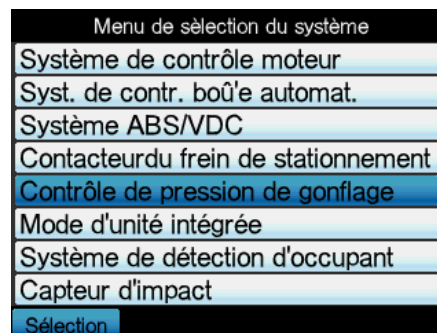 Menu de sèlection du système
Système de contrôle moteur
Syst. de contr. boû'e automat.
Système ABS/VDC
Contacteurdu frein de stationnement
Contrôle de pression de gonflage
Mode d'unité intégrée
Système de détection d'occupant
Capteur d'impact
Sélection